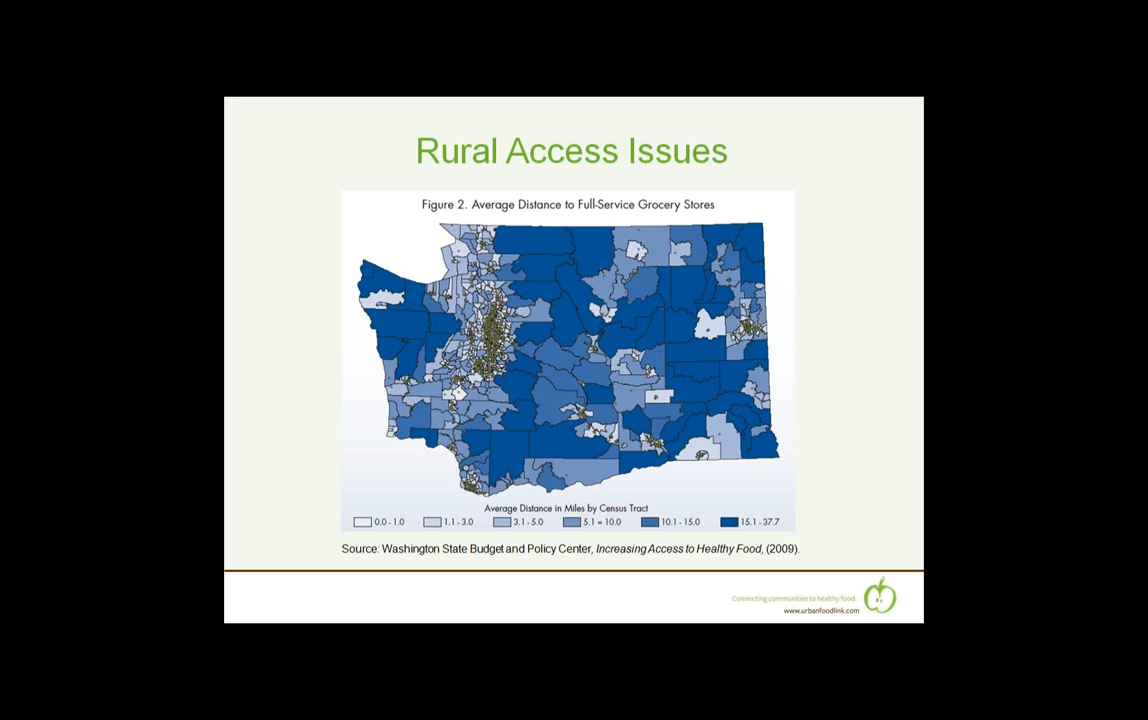 Rural Access Issues
Figure 2. Average Distance to Full-Service Grocery Stores
Average Distance in Miles by Census Tract
0.0 - 1.0 1.1 - 3.0 3.1 - 5.0 5.1 = 10.0 10.1 - 15.0 15.1 - 37.7
Source: Washington State Budget and Policy Center, Increasing Access to Healthy Food, (2009).
Connecting communities to healthy food.
www.urbanfoodlink.com